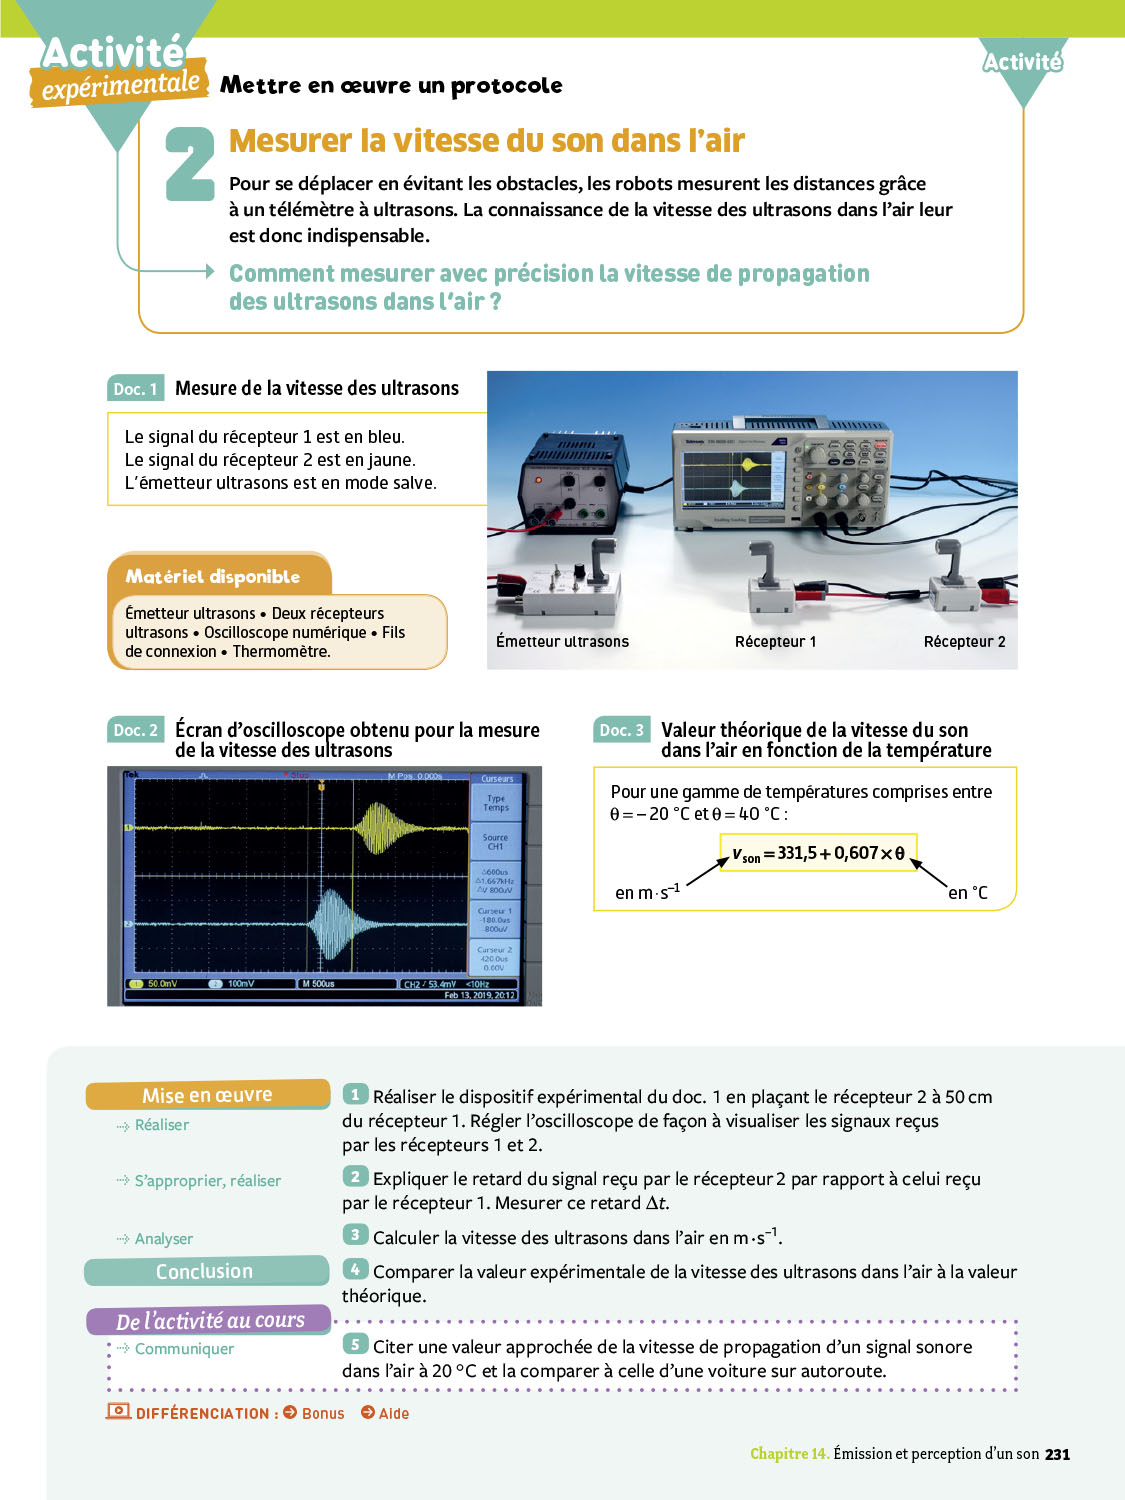 Activité
expérimentale
Mettre en œuvre un protocole
Activité
2 Mesurer la vitesse du son dans l'air
Pour se déplacer en évitant les obstacles, les robots mesurent les distances grâce
à un télémètre à ultrasons. La connaissance de la vitesse des ultrasons dans l'air leur
est donc indispensable.
Comment mesurer avec précision la vitesse de propagation
des ultrasons dans l'air ?
Doc. 1 Mesure de la vitesse des ultrasons
Le signal du récepteur 1 est en bleu.
Le signal du récepteur 2 est en jaune.
L'émetteur ultrasons est en mode salve.
Matériel disponible
Émetteur ultrasons • Deux récepteurs
ultrasons • Oscilloscope numérique • Fils
de connexion • Thermomètre.
Tektronix
Émetteur ultrasons
Récepteur 1
Récepteur 2
Doc. 2 Écran d'oscilloscope obtenu pour la mesure
de la vitesse des ultrasons
Tek
M Pos: 0.000s
Curseurs
Type
Temps
Source
CH1
Δ600us
Δ1.667kHz
ΔV 800uV
Curseur 1
-180.0us
-800uV
Curseur 2
420.0us
0.00V
1 50.0mV
2 100mV
M 500us
CH2 / 53.4mV <10Hz
Feb 13, 2019, 20:12
Doc. 3 Valeur théorique de la vitesse du son
dans l'air en fonction de la température
Pour une gamme de températures comprises entre
θ = – 20 °C et θ = 40 °C :
v son = 331,5 + 0,607 × θ
en m·s–1
en °C
Mise en œuvre
Réaliser
1 Réaliser le dispositif expérimental du doc. 1 en plaçant le récepteur 2 à 50 cm
du récepteur 1. Régler l'oscilloscope de façon à visualiser les signaux reçus
par les récepteurs 1 et 2.
S'approprier, réaliser
2 Expliquer le retard du signal reçu par le récepteur 2 par rapport à celui reçu
par le récepteur 1. Mesurer ce retard Δt.
Analyser
3 Calculer la vitesse des ultrasons dans l'air en m·s–1.
Conclusion
4 Comparer la valeur expérimentale de la vitesse des ultrasons dans l'air à la valeur
théorique.
De l'activité au cours
Communiquer
5 Citer une valeur approchée de la vitesse de propagation d'un signal sonore
dans l'air à 20 °C et la comparer à celle d'une voiture sur autoroute.
DIFFÉRENCIATION : Bonus Aide
Chapitre 14. Émission et perception d'un son 231